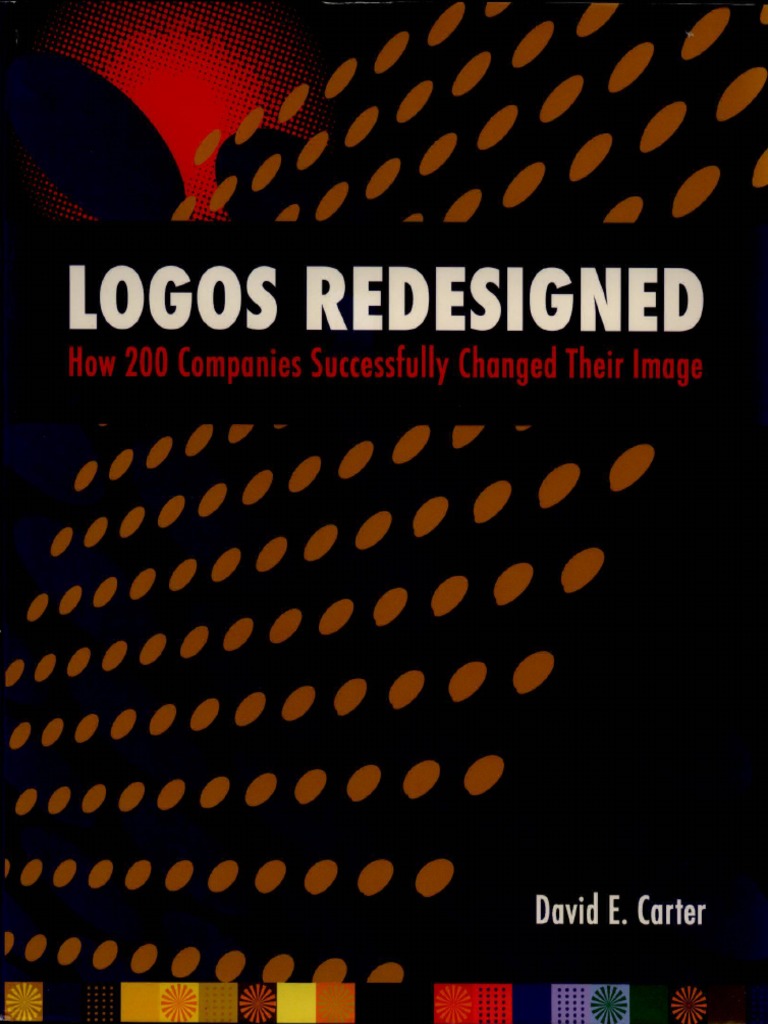 LOGOS REDESIGNED
How 200 Companies Successfully Changed Their Image
David E. Carter